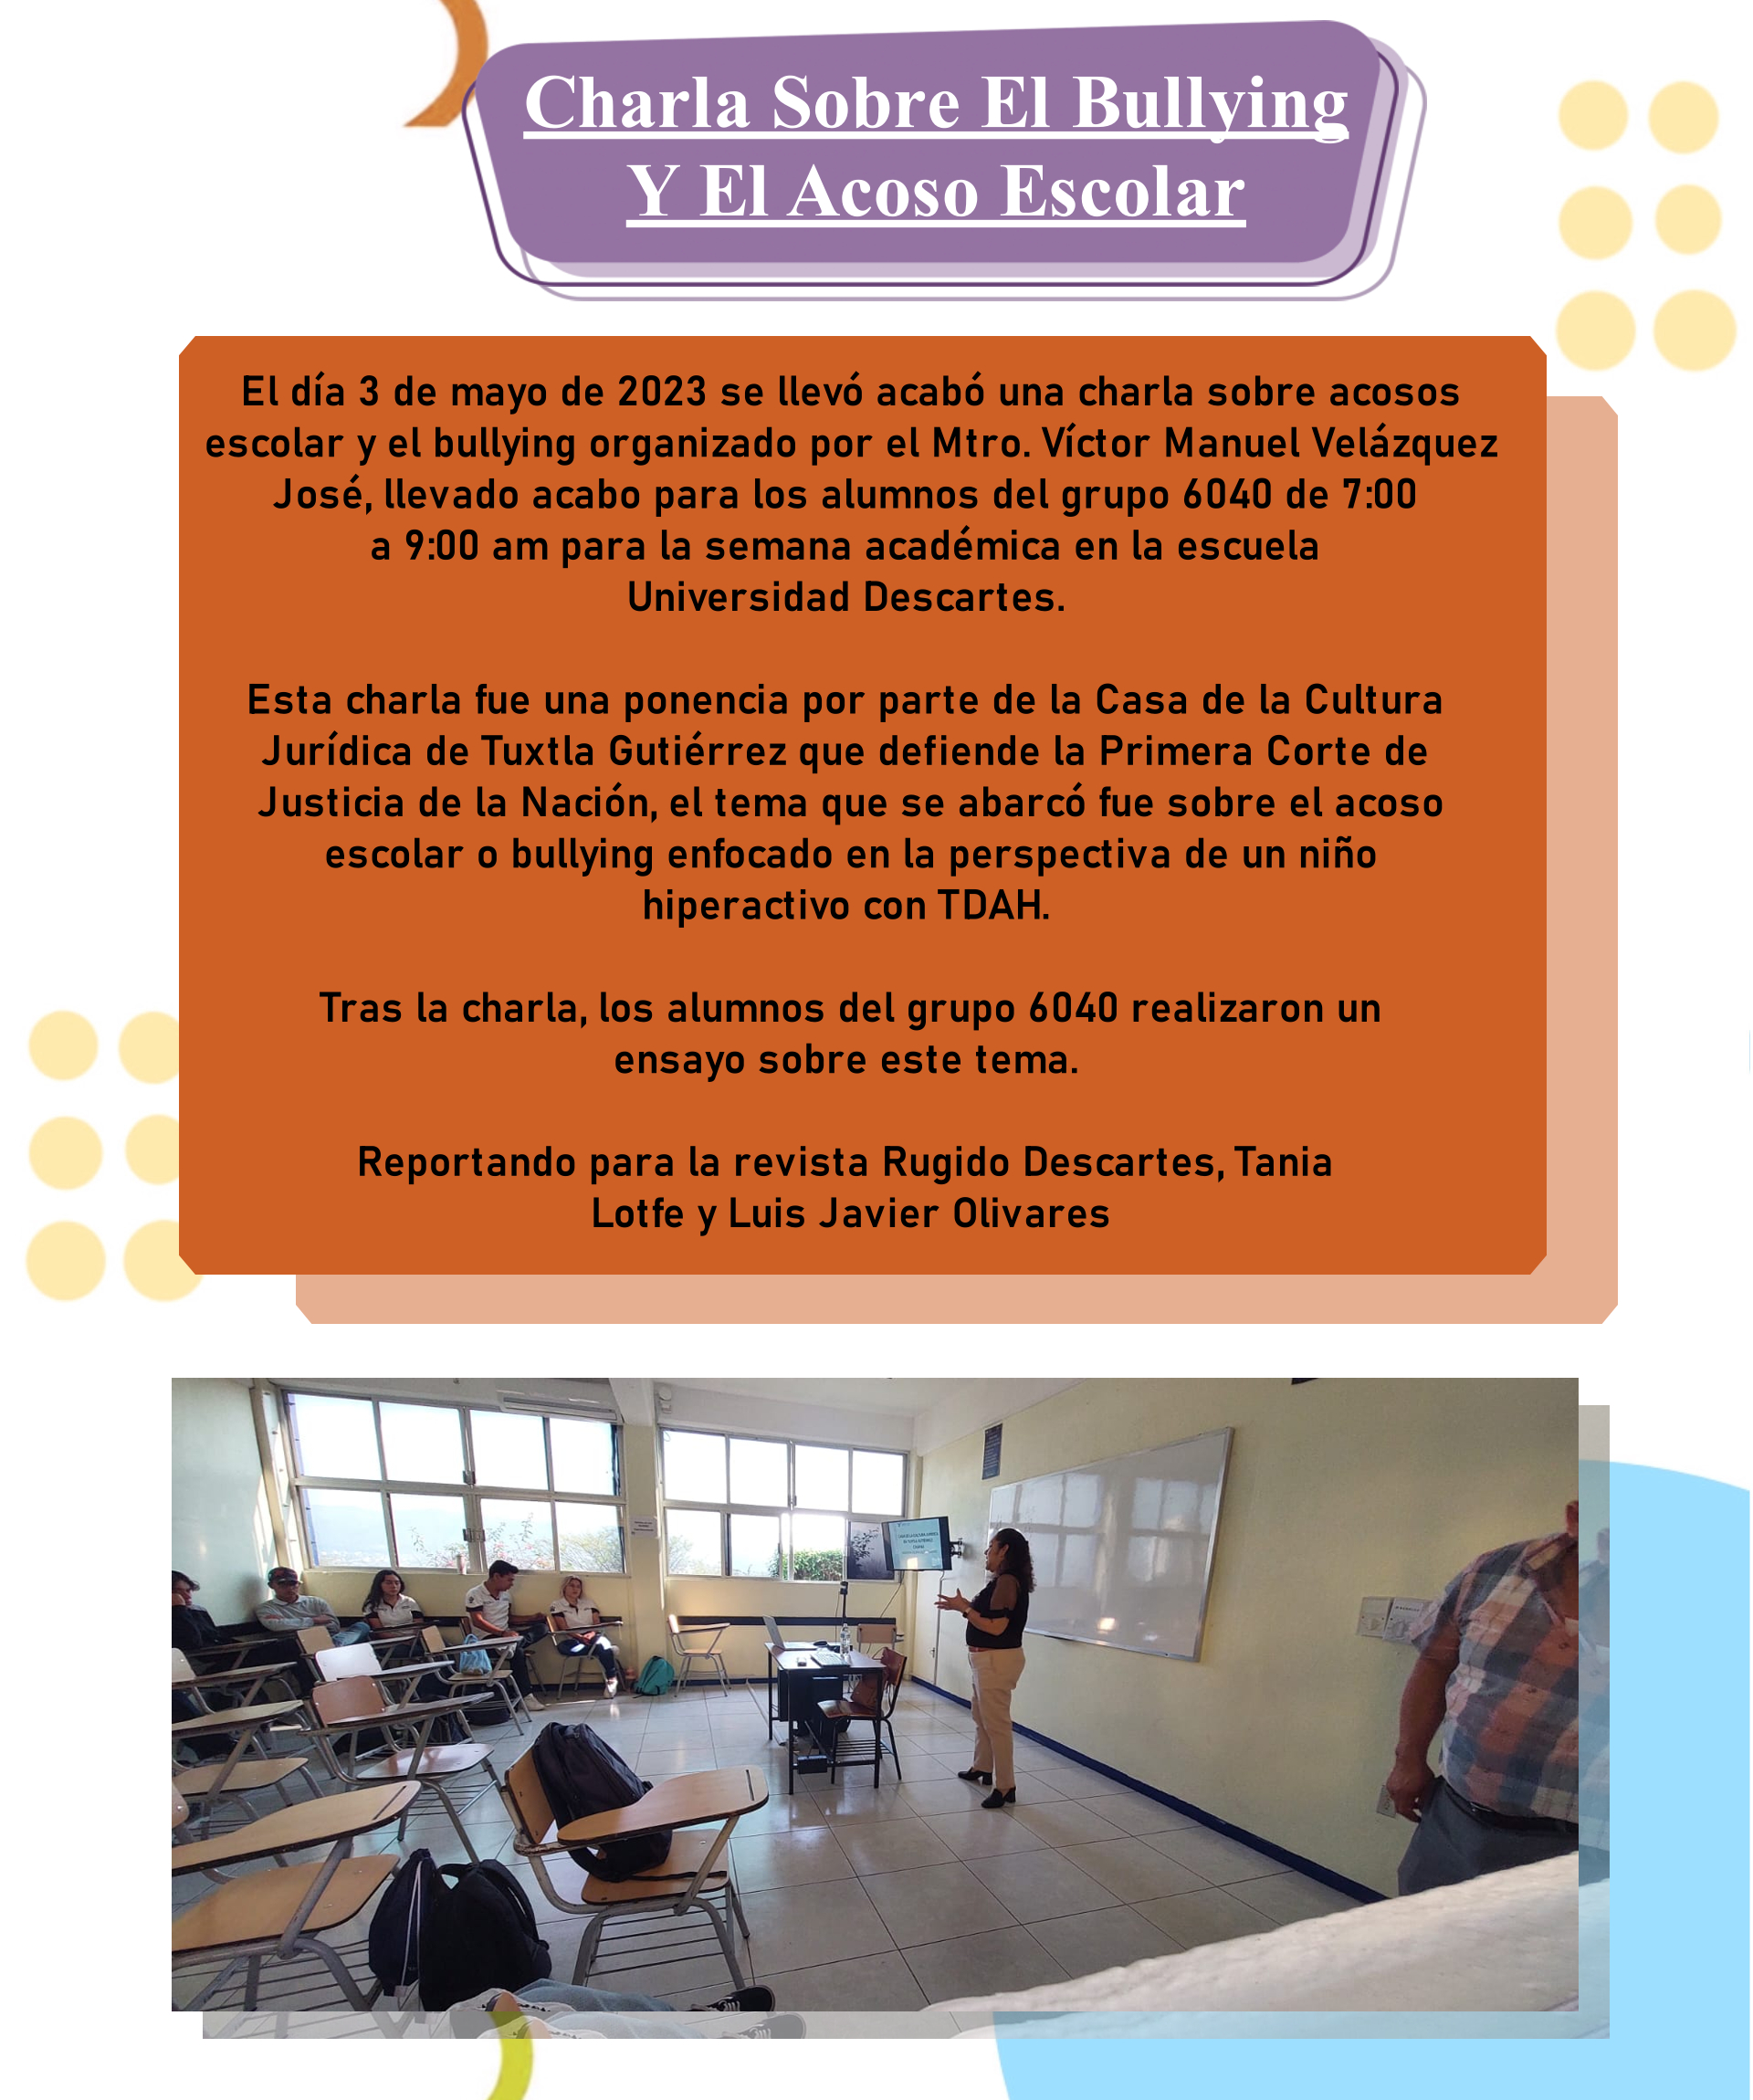 Charla Sobre El Bullying
Y El Acoso Escolar
El día 3 de mayo de 2023 se llevó acabó una charla sobre acosos
escolar y el bullying organizado por el Mtro. Víctor Manuel Velázquez
José, llevado acabo para los alumnos del grupo 6040 de 7:00
a 9:00 am para la semana académica en la escuela
Universidad Descartes.
Esta charla fue una ponencia por parte de la Casa de la Cultura
Jurídica de Tuxtla Gutiérrez que defiende la Primera Corte de
Justicia de la Nación, el tema que se abarcó fue sobre el acoso
escolar o bullying enfocado en la perspectiva de un niño
hiperactivo con TDAH.
Tras la charla, los alumnos del grupo 6040 realizaron un
ensayo sobre este tema.
Reportando para la revista Rugido Descartes, Tania
Lotfe y Luis Javier Olivares